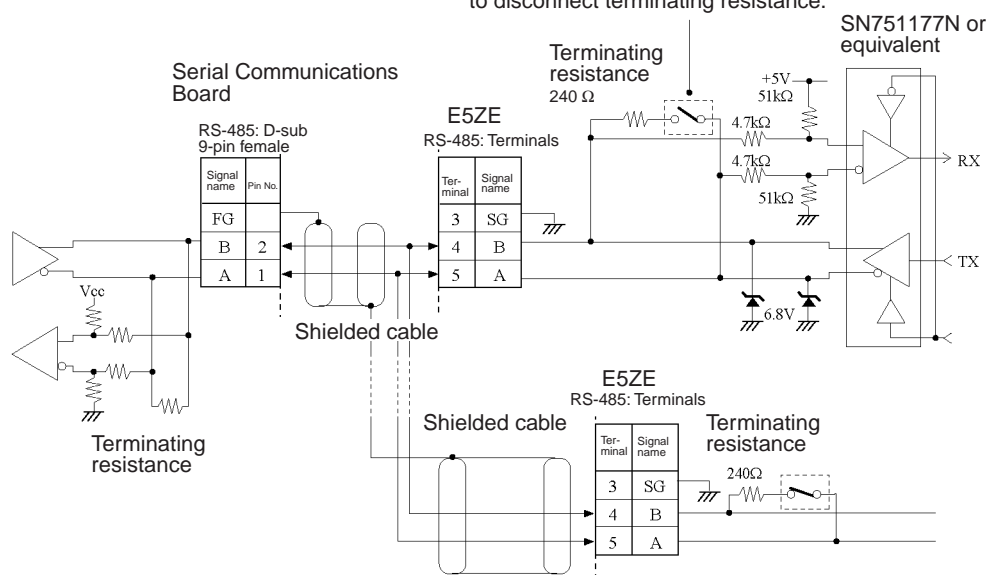 to disconnect terminating resistance.
SN751177N or
equivalent
Terminating
resistance
240 Ω
Serial Communications
Board
+5V
51kΩ
E5ZE
RS-485: D-sub
9-pin female
RS-485: Terminals
4.7kΩ
Signal
name
Pin No.
Ter-
minal
Signal
name
RX
4.7kΩ
FG
3 SG
51kΩ
B 2
4 B
A 1
5 A
TX
Vcc
6.8V
Shielded cable
E5ZE
RS-485: Terminals
Shielded cable
Terminating
resistance
Terminating
resistance
Ter-
minal
Signal
name
240Ω
3 SG
4 B
5 A